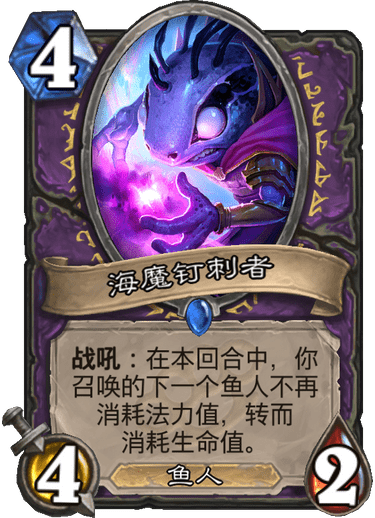 4
海魔钉刺者
战吼：在本回合中，你
召唤的下一个鱼人不再
消耗法力值，转而
消耗生命值。
4
鱼人
2